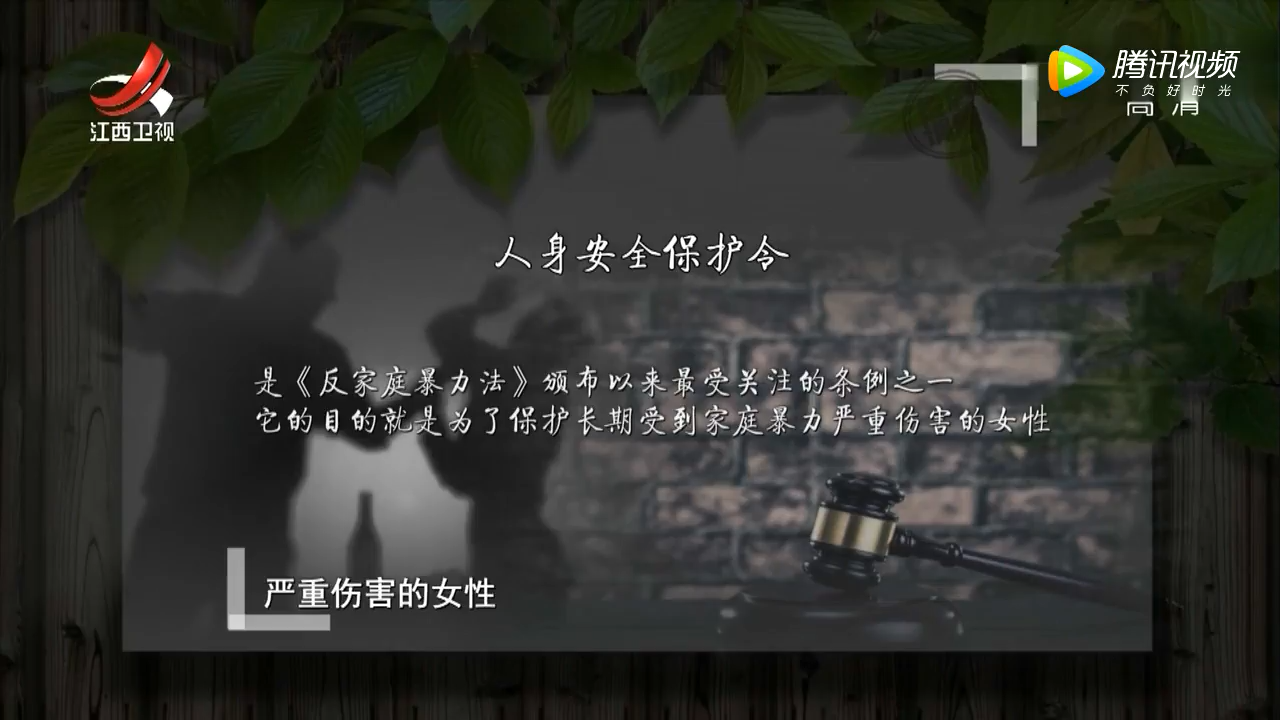 江西卫视
腾讯视频
不负好时光
高清
人身安全保护令
是《反家庭暴力法》颁布以来最受关注的条例之一
它的目的就是为了保护长期受到家庭暴力严重伤害的女性
严重伤害的女性